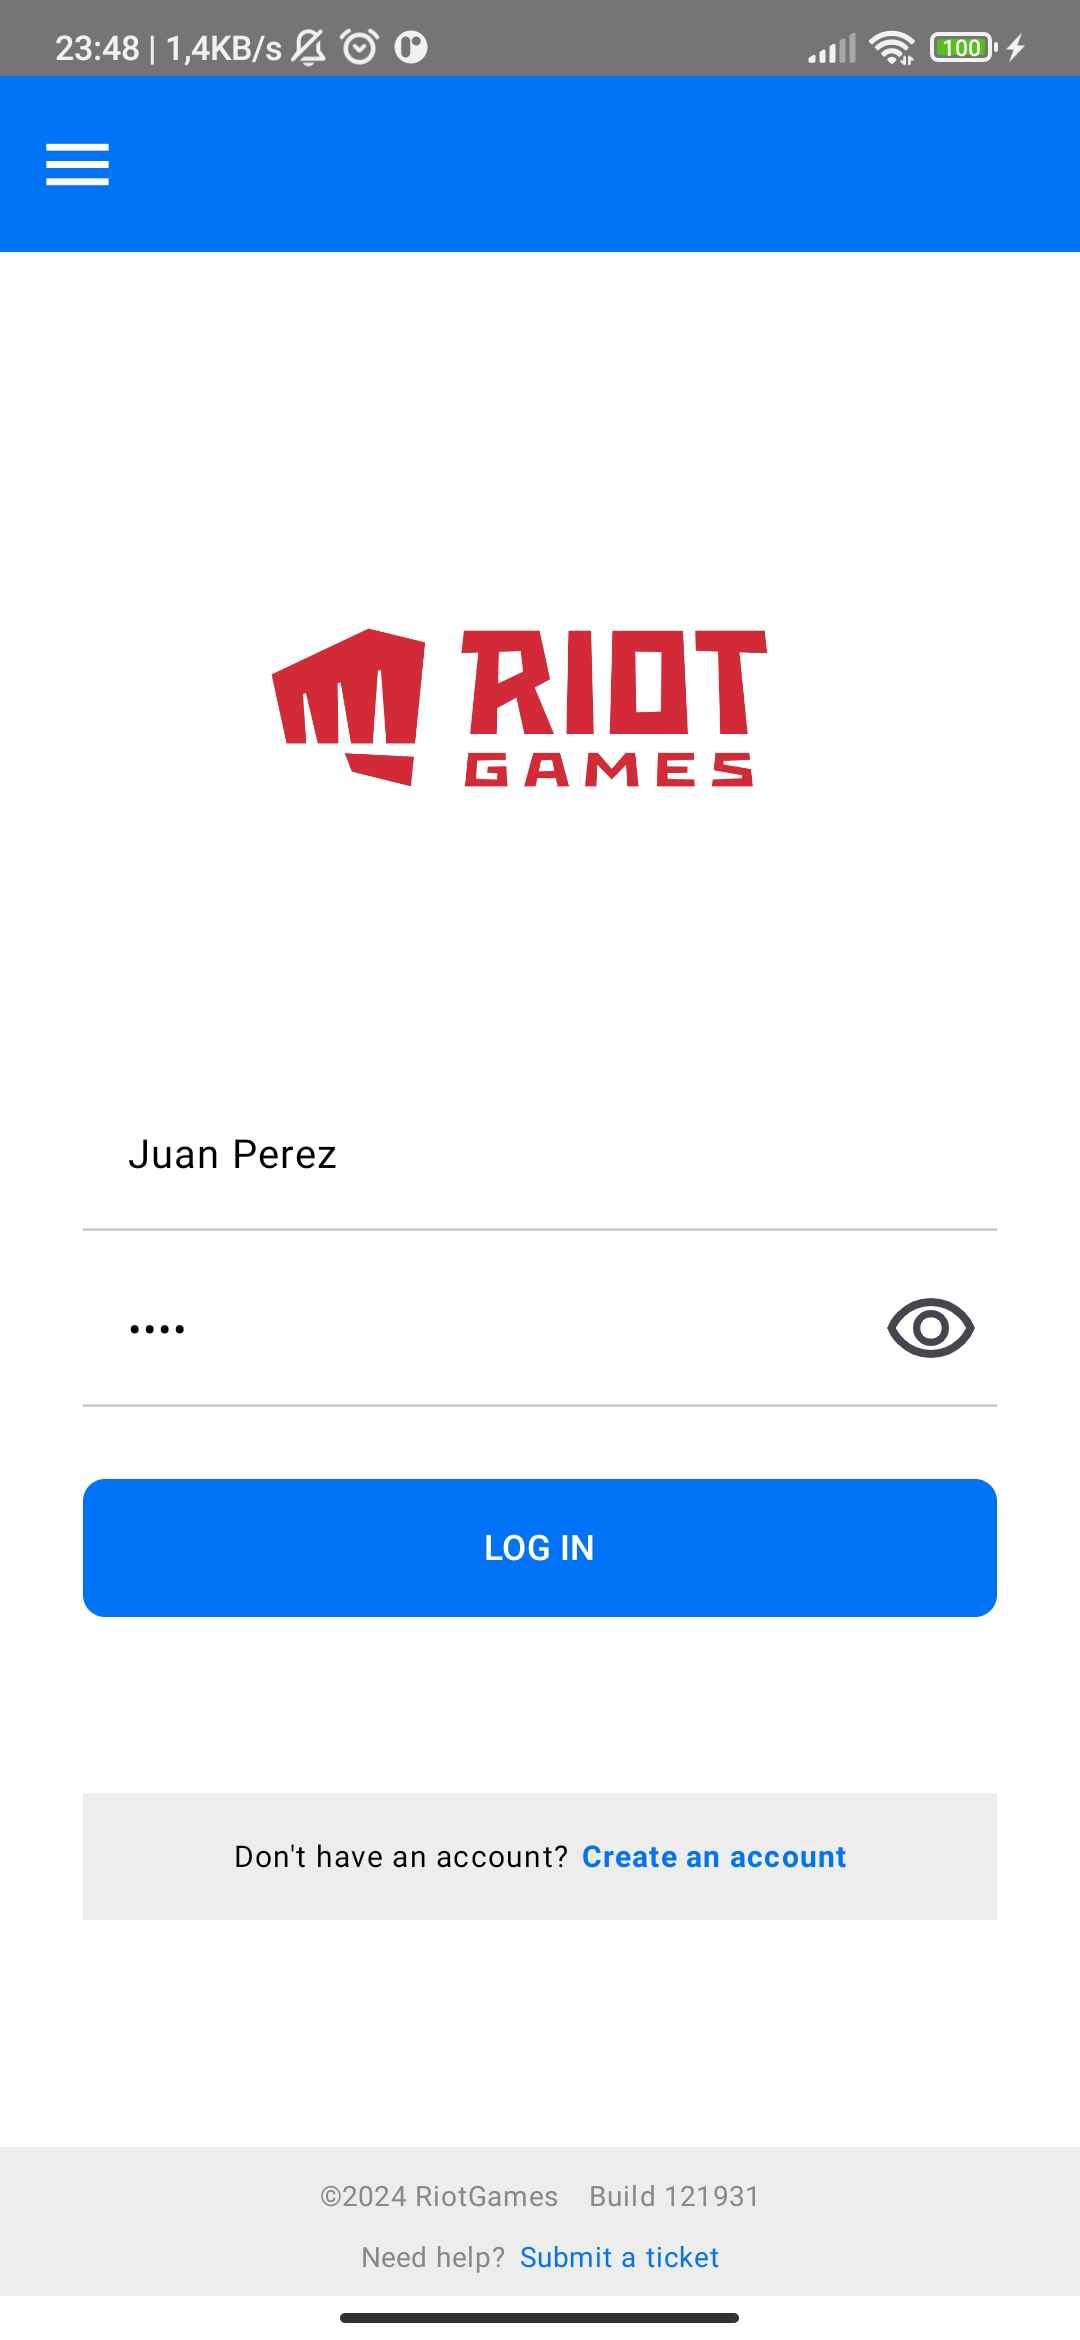 23:48 | 1,4KB/s
100
RIOT
GAMES
Juan Perez
••••
LOG IN
Don't have an account? Create an account
©2024 RiotGames Build 121931
Need help? Submit a ticket